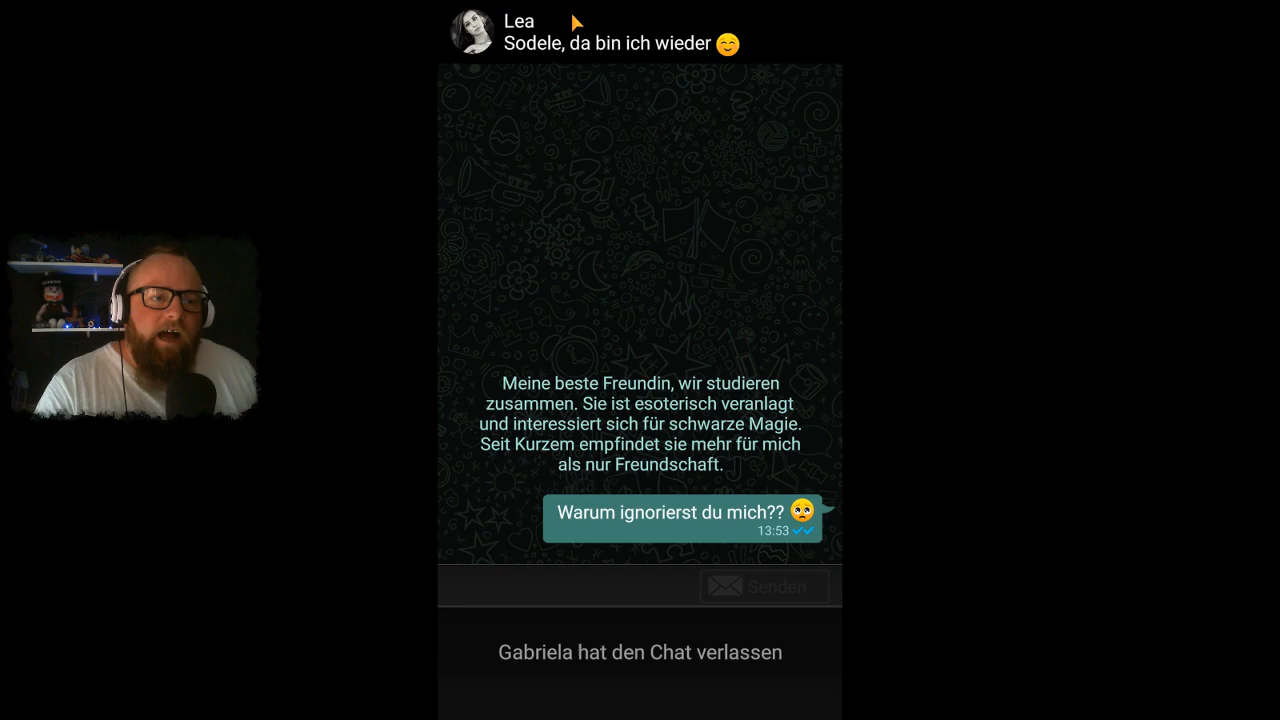 Lea
Sodele, da bin ich wieder 😊
Meine beste Freundin, wir studieren
zusammen. Sie ist esoterisch veranlagt
und interessiert sich für schwarze Magie.
Seit Kurzem empfindet sie mehr für mich
als nur Freundschaft.
Warum ignorierst du mich?? 🥺
13:53
Senden
Gabriela hat den Chat verlassen